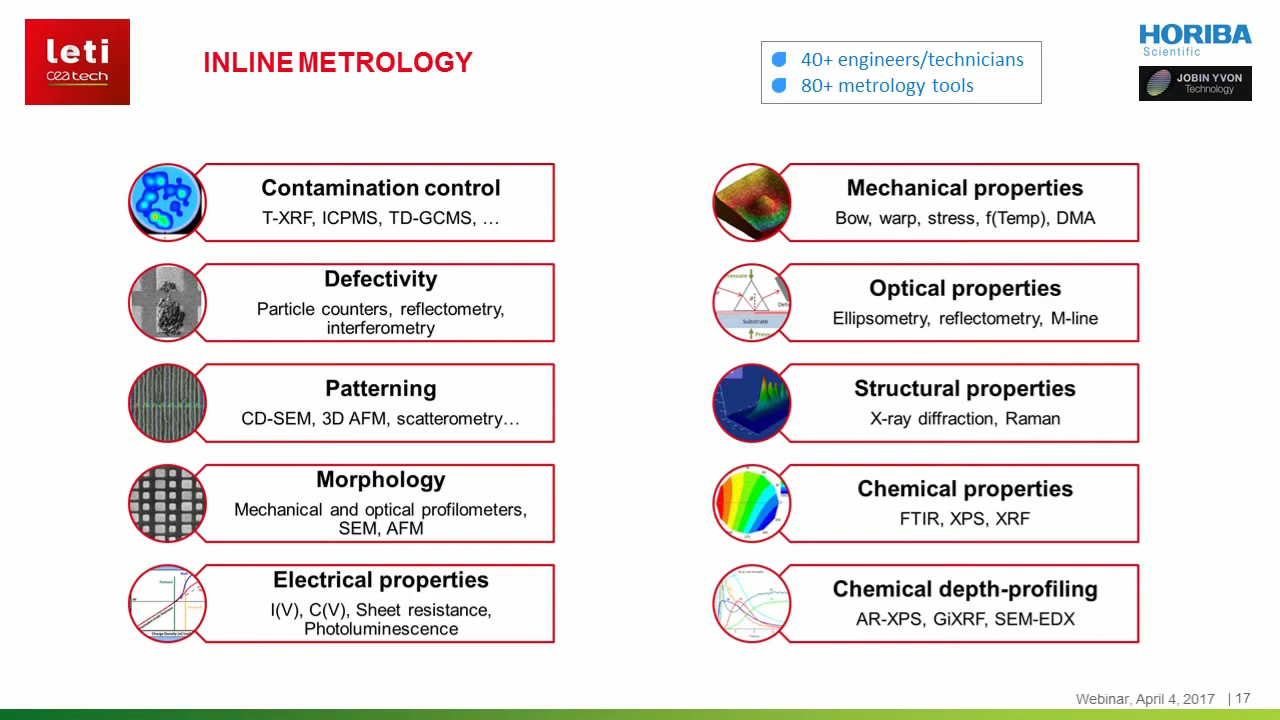 leti
ceatech
INLINE METROLOGY
40+ engineers/technicians
80+ metrology tools
HORIBA
Scientific
JOBIN YVON
Technology
Contamination control
T-XRF, ICPMS, TD-GCMS, …
Defectivity
Particle counters, reflectometry,
interferometry
Patterning
CD-SEM, 3D AFM, scatterometry…
Morphology
Mechanical and optical profilometers,
SEM, AFM
Electrical properties
I(V), C(V), Sheet resistance,
Photoluminescence
Mechanical properties
Bow, warp, stress, f(Temp), DMA
Optical properties
Ellipsometry, reflectometry, M-line
Substrate
Structural properties
X-ray diffraction, Raman
Chemical properties
FTIR, XPS, XRF
Chemical depth-profiling
AR-XPS, GiXRF, SEM-EDX
Webinar, April 4, 2017 | 17